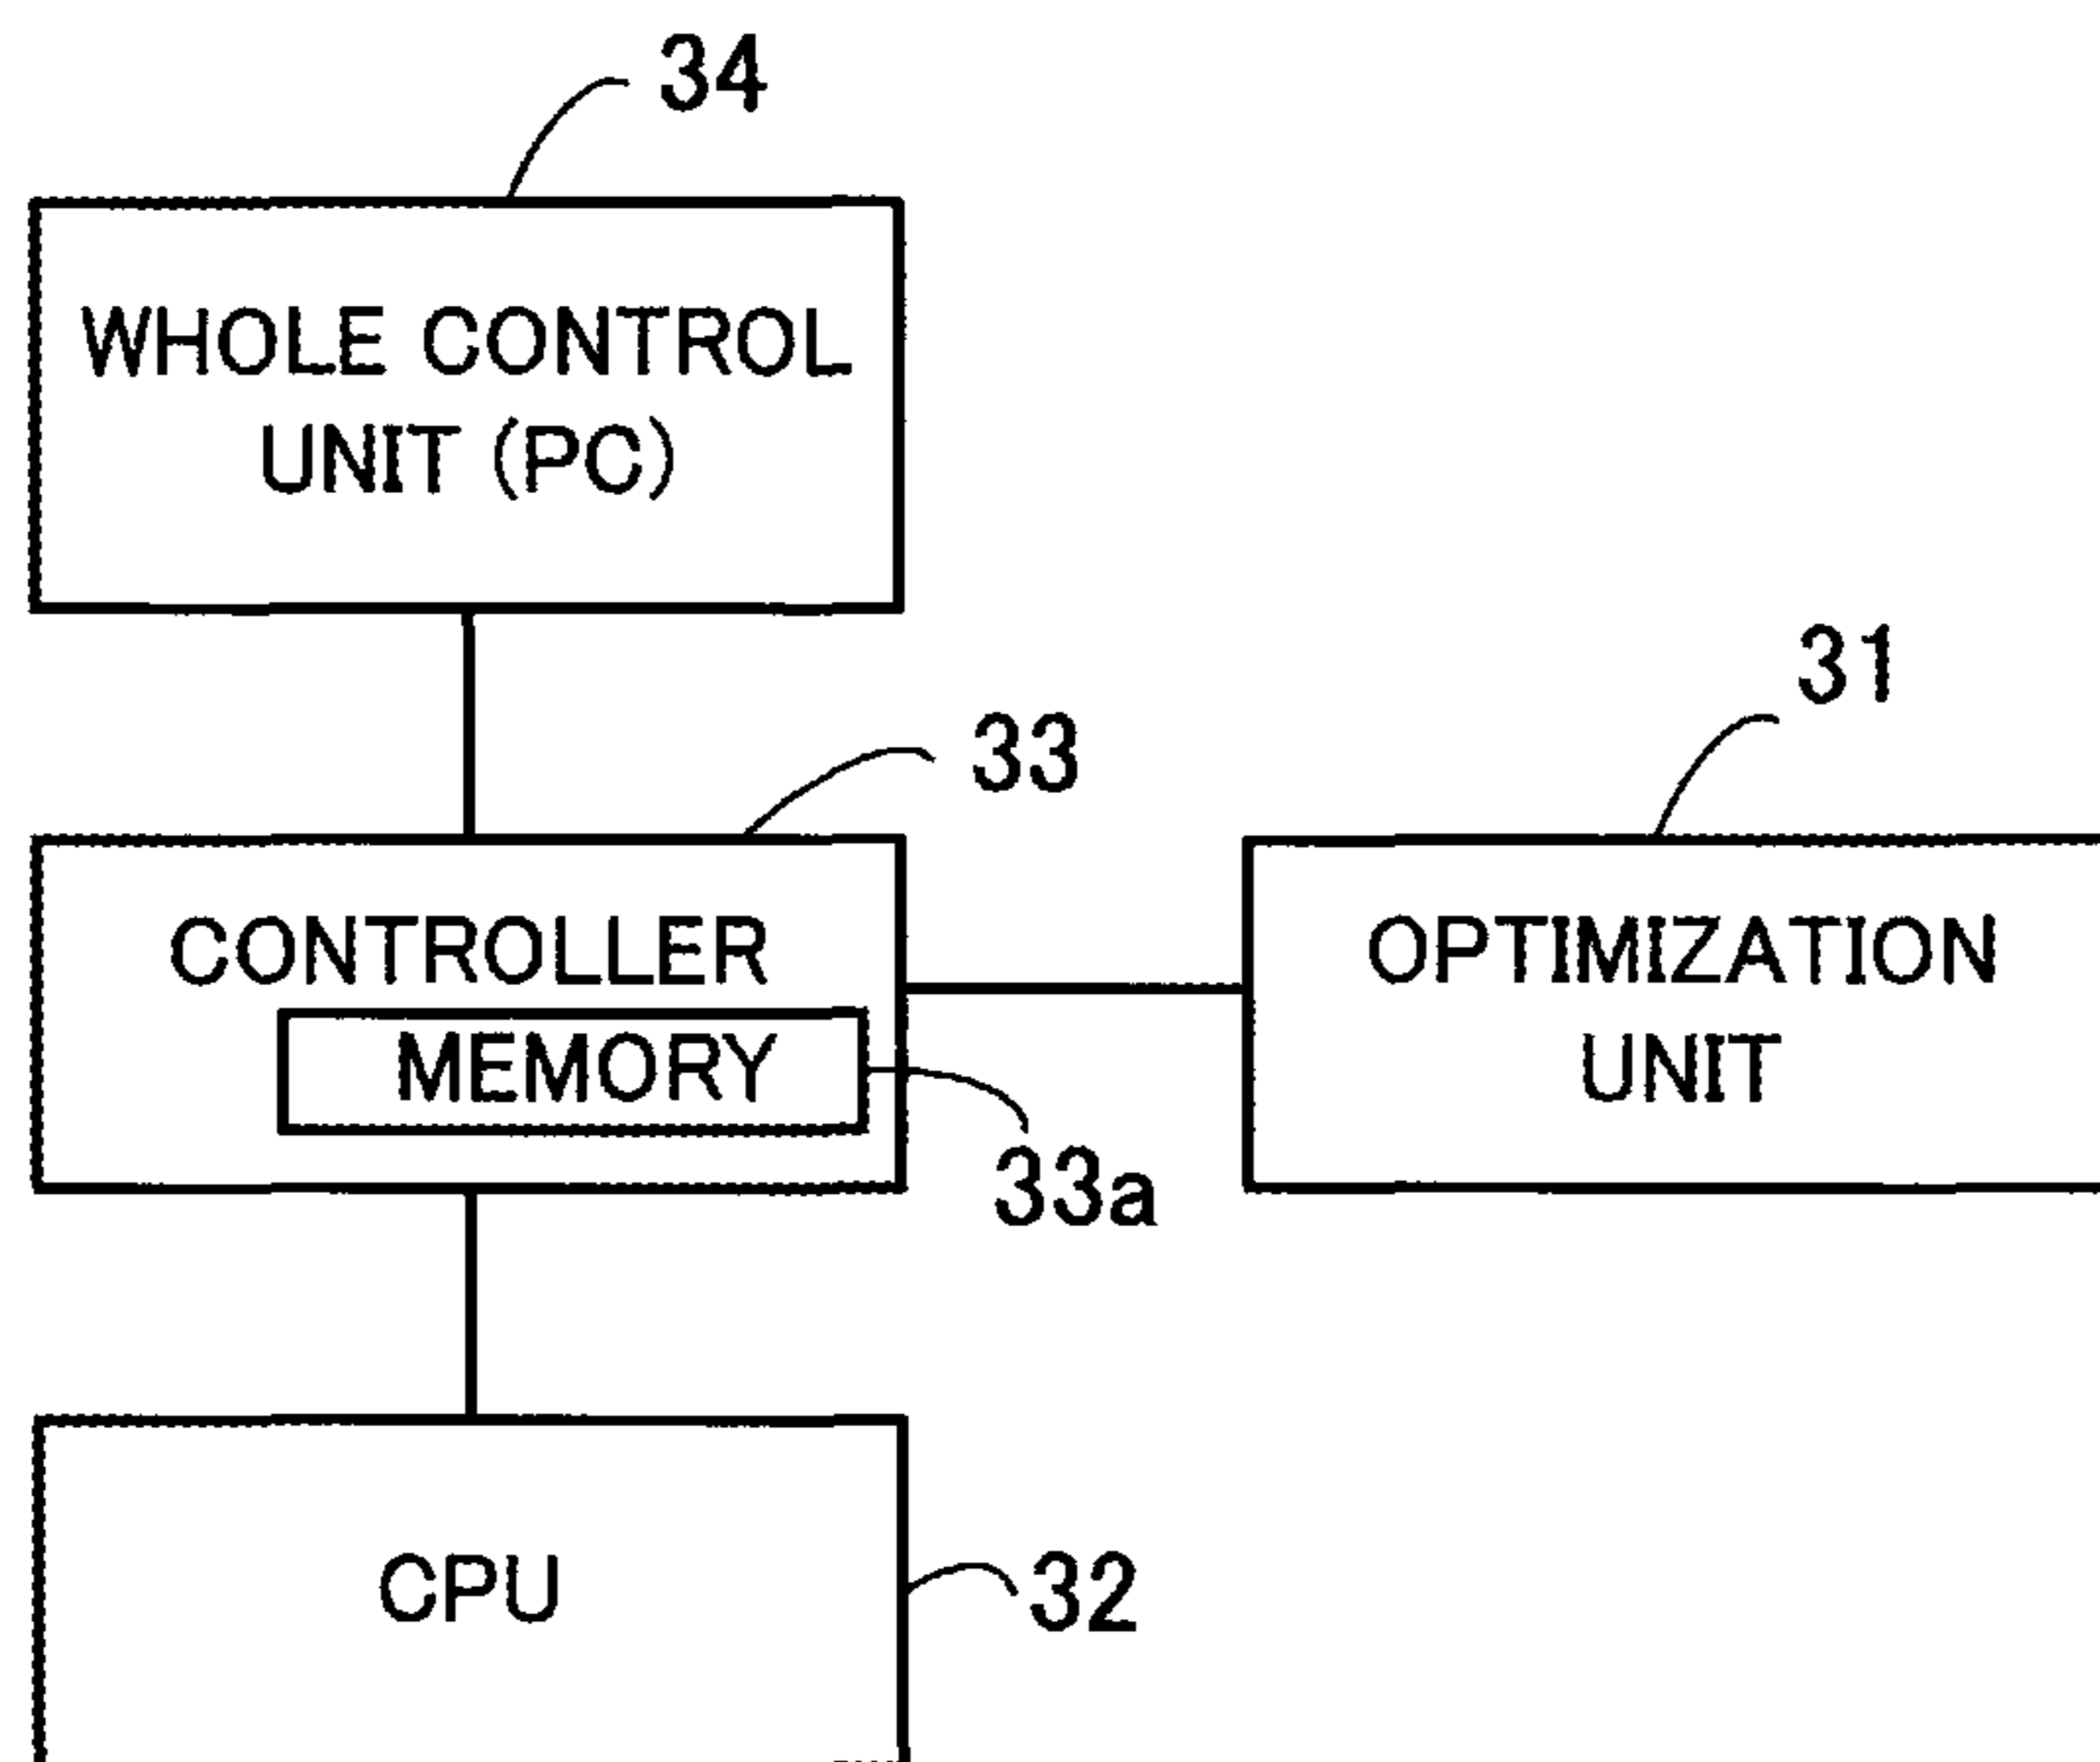 34
WHOLE CONTROL
UNIT (PC)
31
33
CONTROLLER
MEMORY
33a
OPTIMIZATION
UNIT
CPU
32